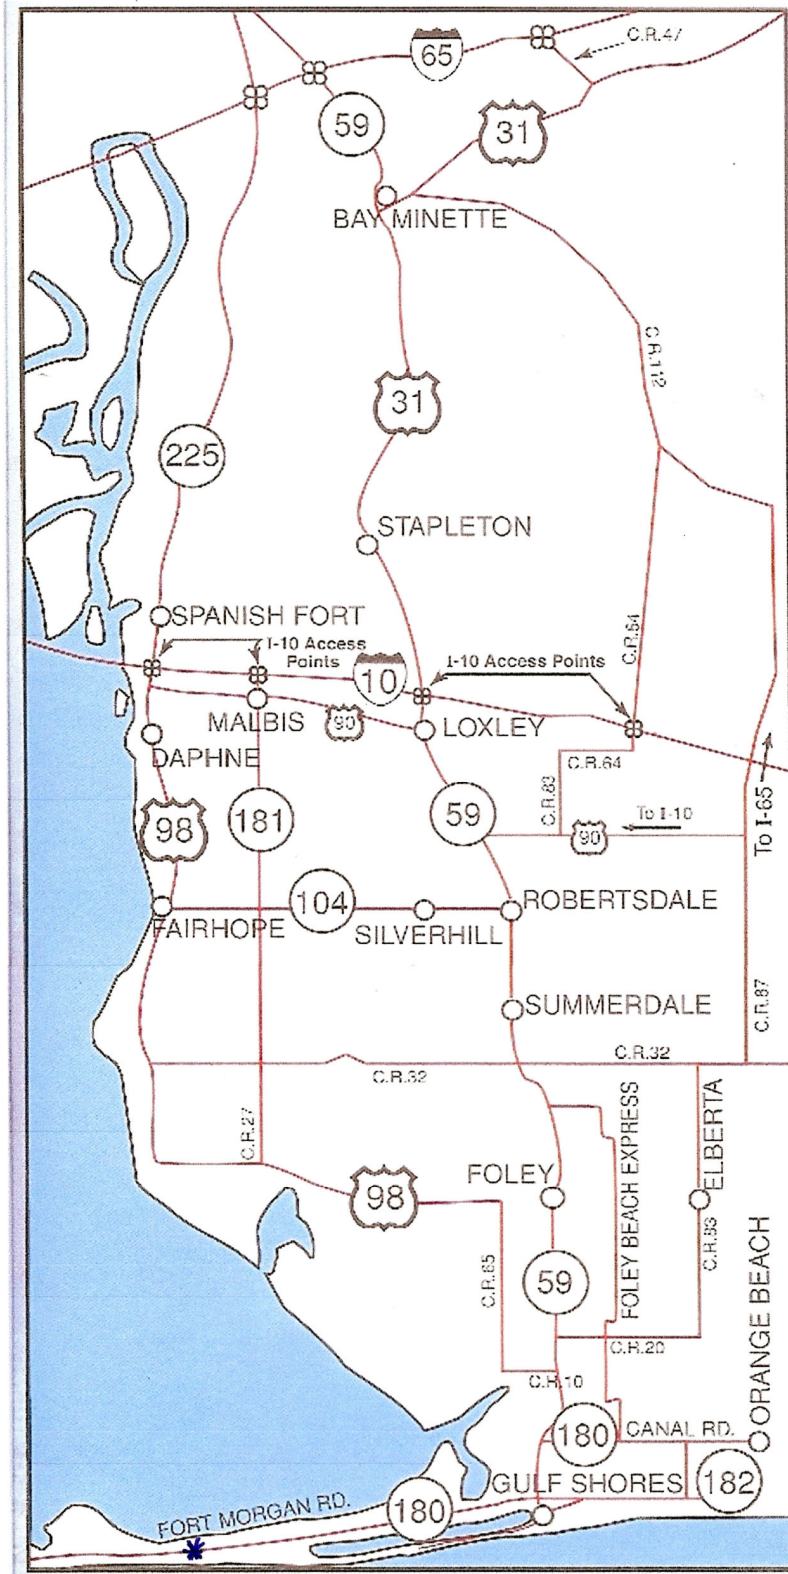 C.R.47
65
59
31
BAY MINETTE
C.R.112
31
225
STAPLETON
SPANISH FORT
I-10 Access
Points
10
I-10 Access Points
C.R.64
MALBIS
90
LOXLEY
DAPHNE
C.R.64
C.R.83
To I-65
98
181
59
90
To I-10
104
ROBERTSDALE
FAIRHOPE
SILVERHILL
SUMMERDALE
C.R.87
C.R.32
C.R.32
C.R.27
FOLEY BEACH EXPRESS
ELBERTA
FOLEY
98
C.R.83
C.R.65
59
ORANGE BEACH
C.R.20
C.R.10
180
CANAL RD.
GULF SHORES
182
FORT MORGAN RD.
180